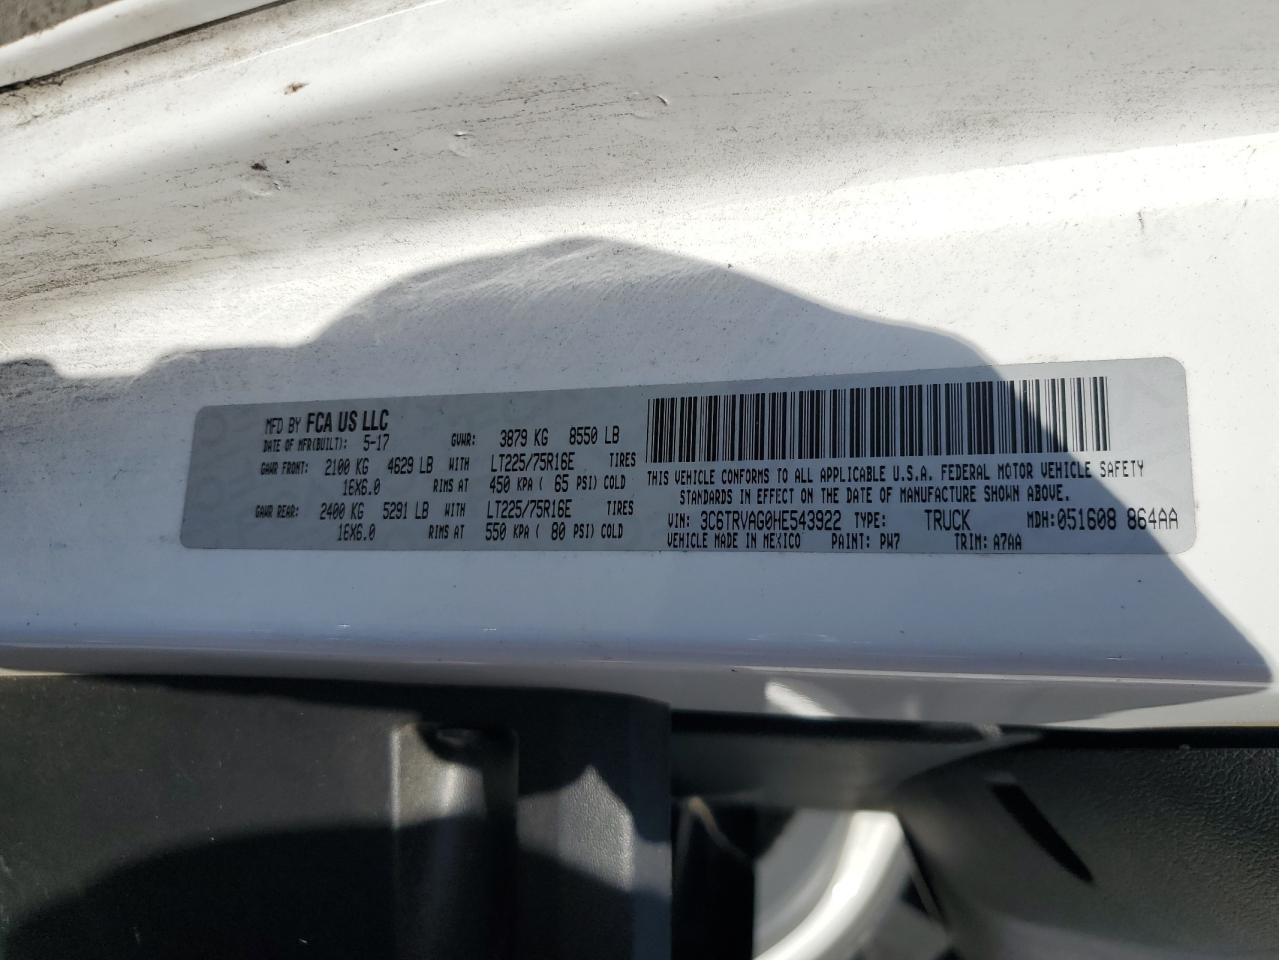 MFD BY FCA US LLC
DATE OF MFR(BUILT): 5-17 GVWR: 3879 KG 8550 LB
GAWR FRONT: 2100 KG 4629 LB WITH LT225/75R16E TIRES
16X6.0 RIMS AT 450 KPA ( 65 PSI) COLD
GAWR REAR: 2400 KG 5291 LB WITH LT225/75R16E TIRES
16X6.0 RIMS AT 550 KPA ( 80 PSI) COLD
THIS VEHICLE CONFORMS TO ALL APPLICABLE U.S.A. FEDERAL MOTOR VEHICLE SAFETY
STANDARDS IN EFFECT ON THE DATE OF MANUFACTURE SHOWN ABOVE.
VIN: 3C6TRVAG0HE543922 TYPE: TRUCK MDH: 051608 864AA
VEHICLE MADE IN MEXICO PAINT: PW7 TRIM: A7AA